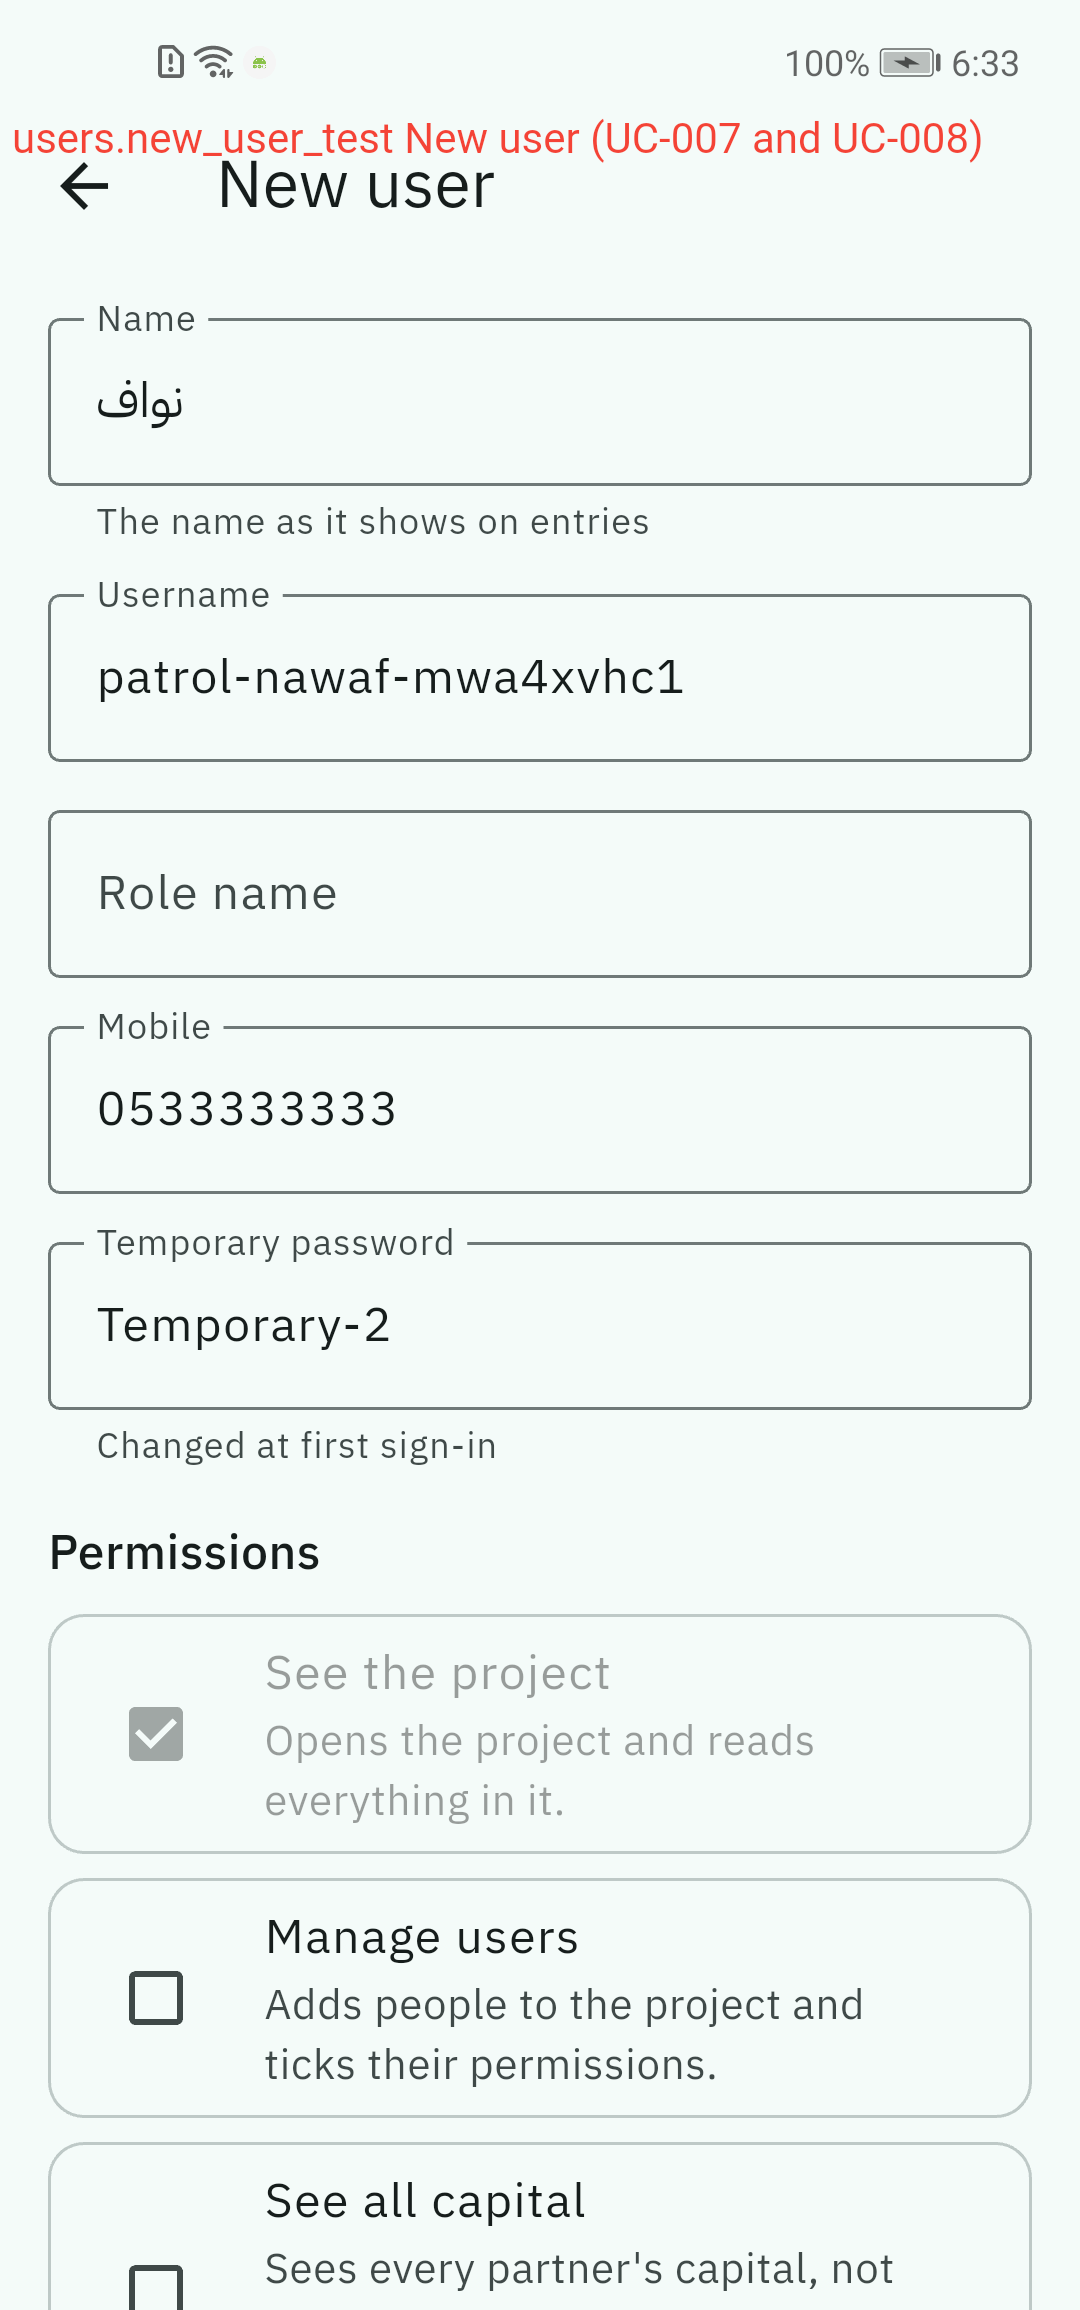 100% 6:33
users.new_user_test New user (UC-007 and UC-008)
New user
Name
نواف
The name as it shows on entries
Username
patrol-nawaf-mwa4xvhc1
Role name
Mobile
0533333333
Temporary password
Temporary-2
Changed at first sign-in
Permissions
See the project
Opens the project and reads
everything in it.
Manage users
Adds people to the project and
ticks their permissions.
See all capital
Sees every partner's capital, not